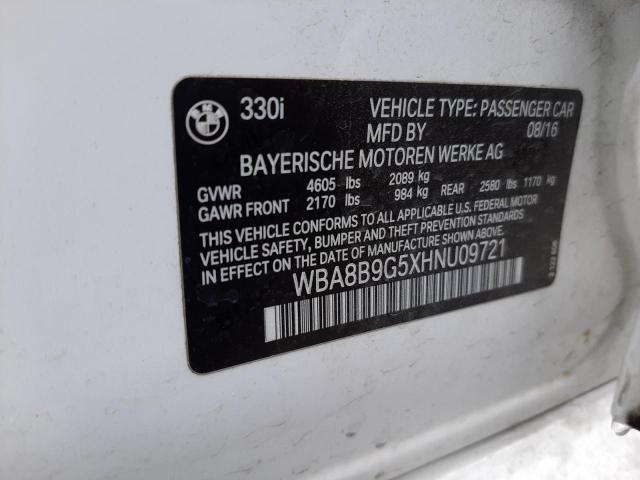 BMW 330i VEHICLE TYPE: PASSENGER CAR
MFD BY 08/16
BAYERISCHE MOTOREN WERKE AG
GVWR 4605 lbs 2089 kg
GAWR FRONT 2170 lbs 984 kg REAR 2580 lbs 1170 kg
THIS VEHICLE CONFORMS TO ALL APPLICABLE U.S. FEDERAL MOTOR
VEHICLE SAFETY, BUMPER AND THEFT PREVENTION STANDARDS
IN EFFECT ON THE DATE OF MANUFACTURE SHOWN ABOVE.
WBA8B9G5XHNU09721